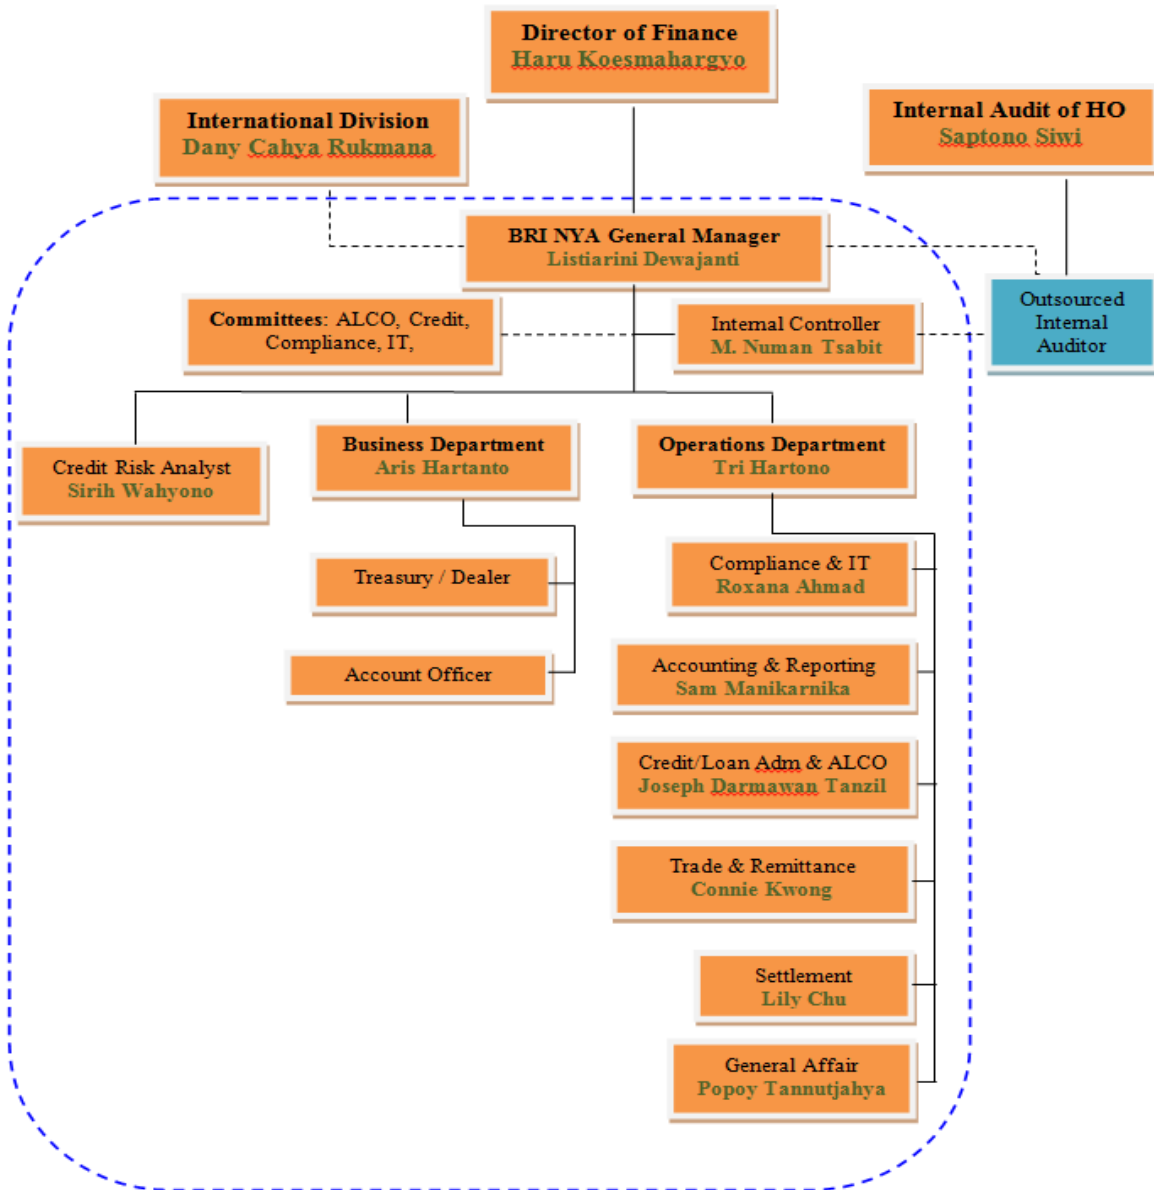 Director of Finance
Haru Koesmahargyo
International Division
Dany Cahya Rukmana
Internal Audit of HO
Saptono Siwi
BRI NYA General Manager
Listiarini Dewajanti
Committees: ALCO, Credit,
Compliance, IT,
Internal Controller
M. Numan Tsabit
Outsourced
Internal
Auditor
Credit Risk Analyst
Sirih Wahyono
Business Department
Aris Hartanto
Operations Department
Tri Hartono
Treasury / Dealer
Account Officer
Compliance & IT
Roxana Ahmad
Accounting & Reporting
Sam Manikarnika
Credit/Loan Adm & ALCO
Joseph Darmawan Tanzil
Trade & Remittance
Connie Kwong
Settlement
Lily Chu
General Affair
Popoy Tannutjahya